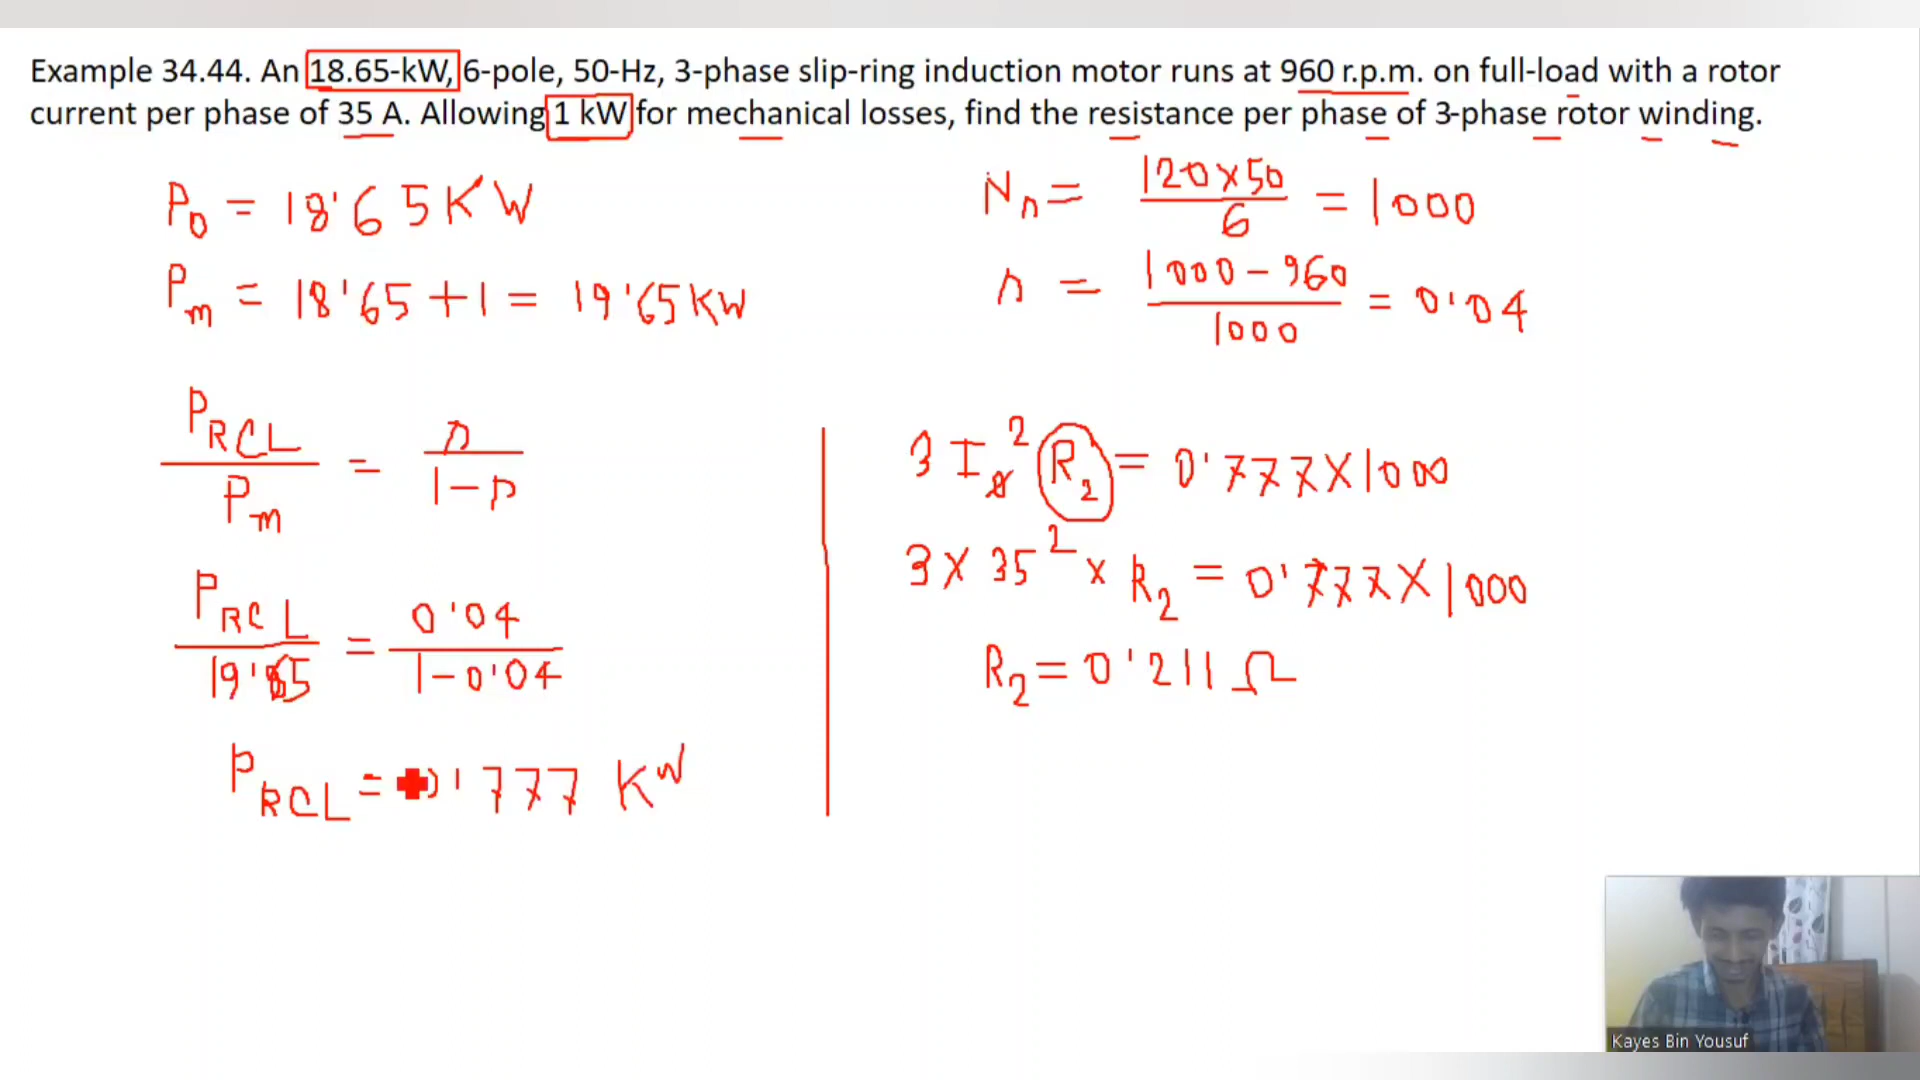 Example 34.44. An 18.65-kW, 6-pole, 50-Hz, 3-phase slip-ring induction motor runs at 960 r.p.m. on full-load with a rotor
current per phase of 35 A. Allowing 1 kW for mechanical losses, find the resistance per phase of 3-phase rotor winding.
P0 = 18'65 KW
Pm = 18'65 + 1 = 19'65 KW
Ns = 120×50 / 6 = 1000
s = 1000 - 960 / 1000 = 0'04
PRCL / Pm = s / 1-s
PRCL / 19'65 = 0'04 / 1-0'04
PRCL = 0'777 KW
3 I2² R2 = 0'777×1000
3 × 35² × R2 = 0'777×1000
R2 = 0'211 Ω
Kayes Bin Yousuf